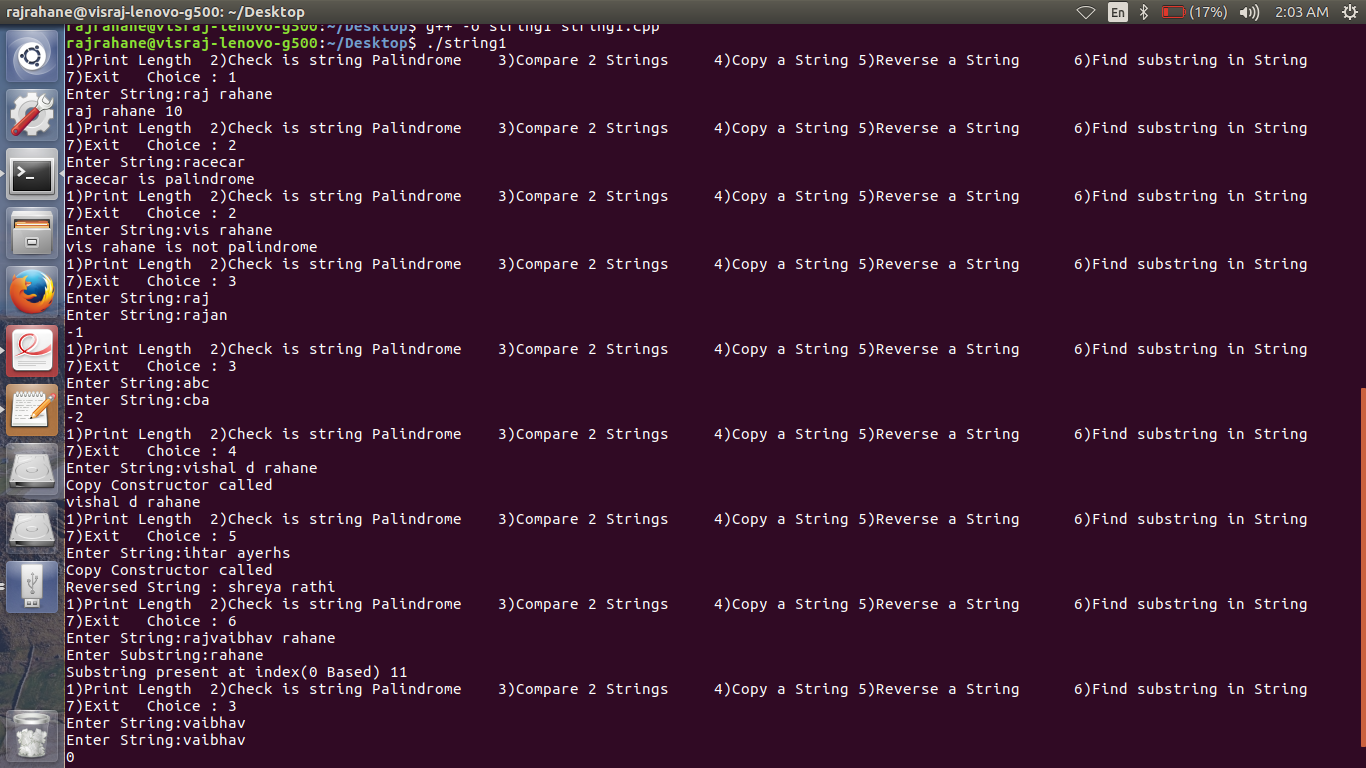 rajrahane@visraj-lenovo-g500: ~/Desktop
En (17%) 2:03 AM
rajrahane@visraj-lenovo-g500:~/Desktop$ g++ -o string1 string1.cpp
rajrahane@visraj-lenovo-g500:~/Desktop$ ./string1
1)Print Length  2)Check is string Palindrome    3)Compare 2 Strings     4)Copy a String 5)Reverse a String      6)Find substring in String
7)Exit   Choice : 1
Enter String:raj rahane
raj rahane 10
1)Print Length  2)Check is string Palindrome    3)Compare 2 Strings     4)Copy a String 5)Reverse a String      6)Find substring in String
7)Exit   Choice : 2
Enter String:racecar
racecar is palindrome
1)Print Length  2)Check is string Palindrome    3)Compare 2 Strings     4)Copy a String 5)Reverse a String      6)Find substring in String
7)Exit   Choice : 2
Enter String:vis rahane
vis rahane is not palindrome
1)Print Length  2)Check is string Palindrome    3)Compare 2 Strings     4)Copy a String 5)Reverse a String      6)Find substring in String
7)Exit   Choice : 3
Enter String:raj
Enter String:rajan
-1
1)Print Length  2)Check is string Palindrome    3)Compare 2 Strings     4)Copy a String 5)Reverse a String      6)Find substring in String
7)Exit   Choice : 3
Enter String:abc
Enter String:cba
-2
1)Print Length  2)Check is string Palindrome    3)Compare 2 Strings     4)Copy a String 5)Reverse a String      6)Find substring in String
7)Exit   Choice : 4
Enter String:vishal d rahane
Copy Constructor called
vishal d rahane
1)Print Length  2)Check is string Palindrome    3)Compare 2 Strings     4)Copy a String 5)Reverse a String      6)Find substring in String
7)Exit   Choice : 5
Enter String:ihtar ayerhs
Copy Constructor called
Reversed String : shreya rathi
1)Print Length  2)Check is string Palindrome    3)Compare 2 Strings     4)Copy a String 5)Reverse a String      6)Find substring in String
7)Exit   Choice : 6
Enter String:rajvaibhav rahane
Enter Substring:rahane
Substring present at index(0 Based) 11
1)Print Length  2)Check is string Palindrome    3)Compare 2 Strings     4)Copy a String 5)Reverse a String      6)Find substring in String
7)Exit   Choice : 3
Enter String:vaibhav
Enter String:vaibhav
0